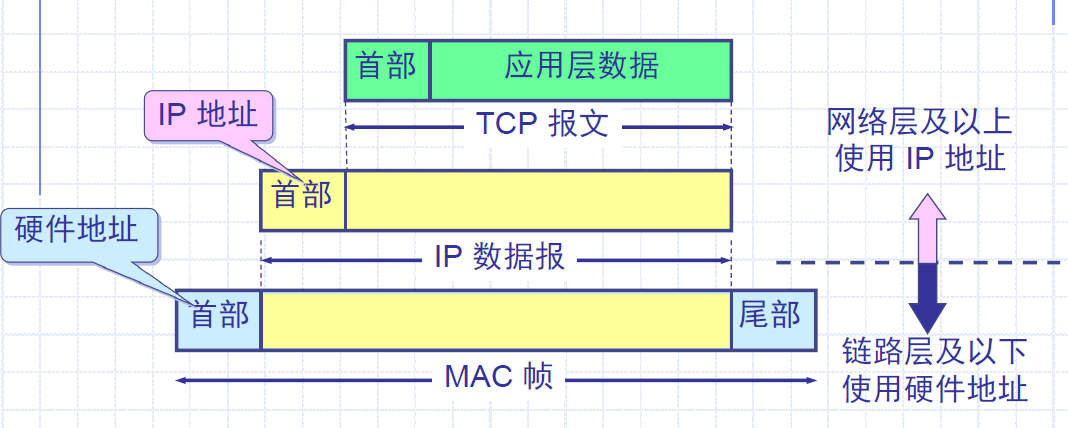 首部
应用层数据
IP 地址
TCP 报文
网络层及以上
使用 IP 地址
首部
硬件地址
IP 数据报
首部
尾部
链路层及以下
使用硬件地址
MAC 帧